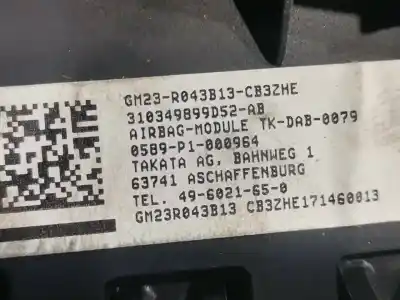 GM23-R043B13-CB3ZHE
310349899D52-AB
AIRBAG-MODULE TK-DAB-0079
0589-P1-000964
TAKATA AG, BAHNWEG 1
63741 ASCHAFFENBURG
TEL. 49-6021-65-0
GM23R043B13 CB3ZHE171460013